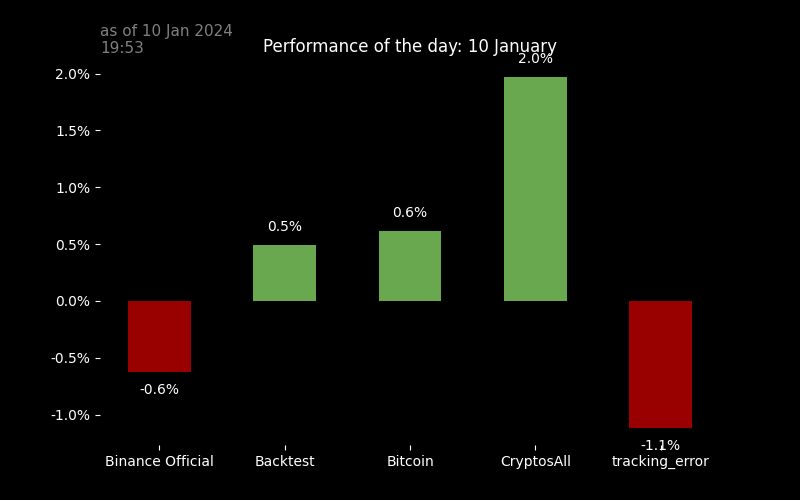 as of 10 Jan 2024
19:53
Performance of the day: 10 January
2.0%
2.0%
1.5%
1.0%
0.5%
0.0%
-0.5%
-1.0%
0.5%
0.6%
-0.6%
-1.1%
Binance Official
Backtest
Bitcoin
CryptosAll
tracking_error